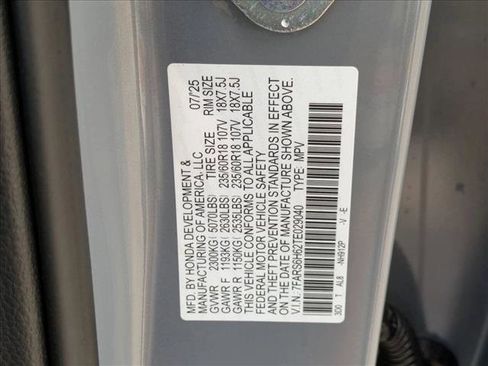 MFD. BY HONDA DEVELOPMENT &
MANUFACTURING OF AMERICA, LLC 07/'25
GVWR 2300KG( 5070LBS) TIRE SIZE RIM SIZE
GAWR F 1193KG( 2630LBS) 235/60R18 107V 18X7.5J
GAWR R 1150KG( 2535LBS) 235/60R18 107V 18X7.5J
THIS VEHICLE CONFORMS TO ALL APPLICABLE
FEDERAL MOTOR VEHICLE SAFETY
AND THEFT PREVENTION STANDARDS IN EFFECT
ON THE DATE OF MANUFACTURE SHOWN ABOVE.
V.I.N. 7FARS6H62TE029040 TYPE: MPV
3D0 T AL8 -NH912P -V -E